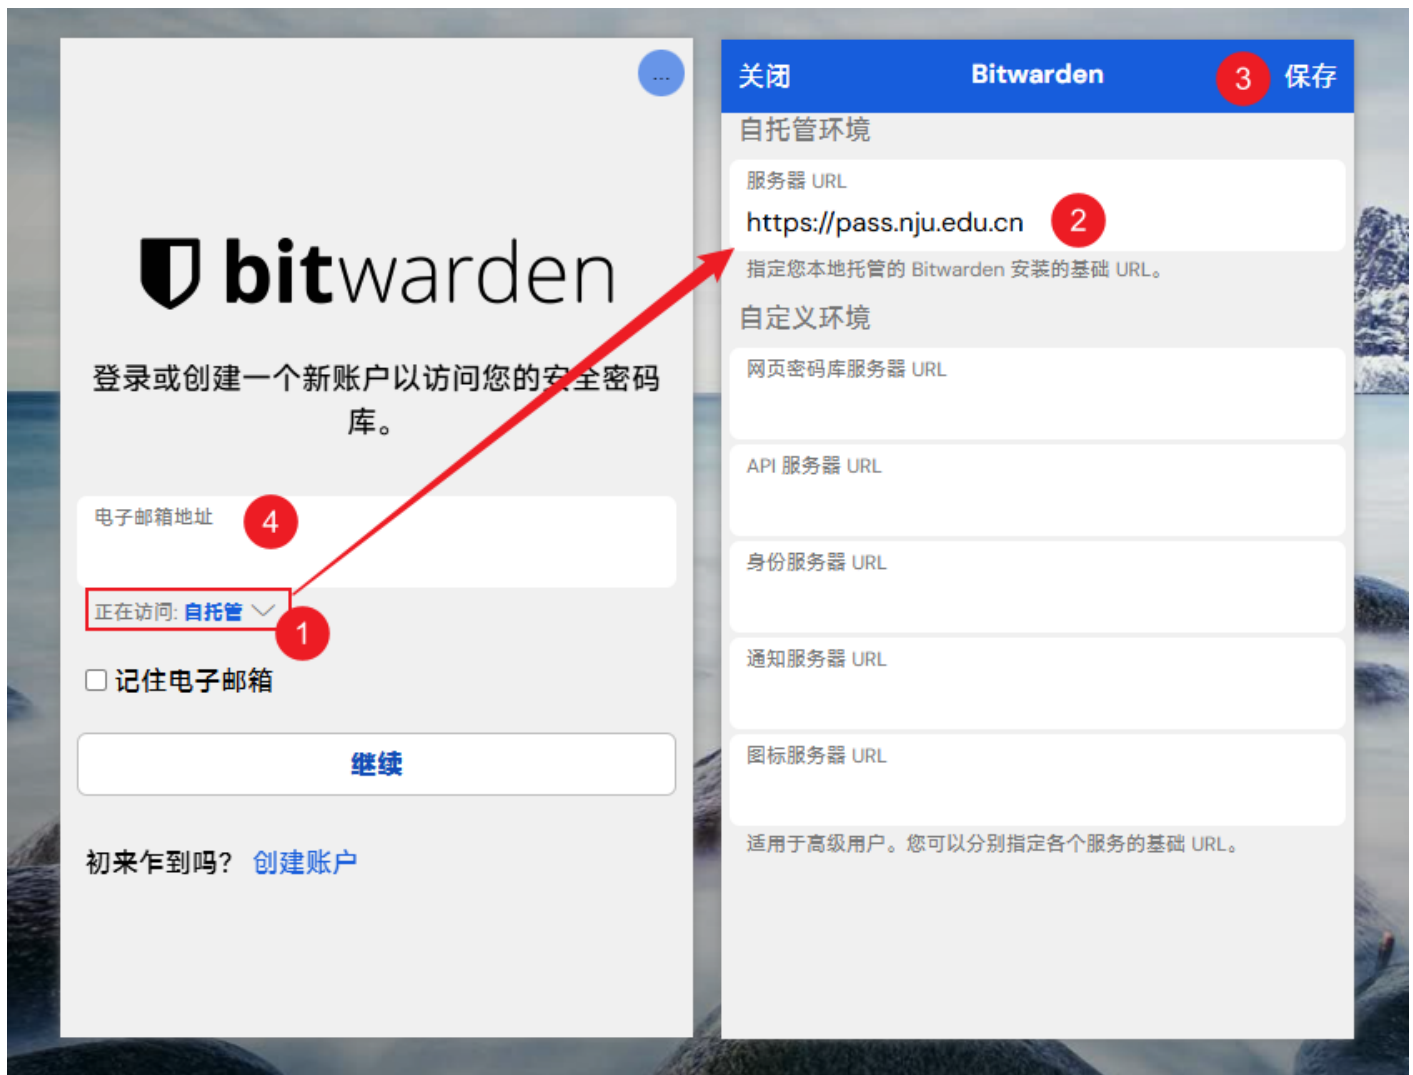 ...
bitwarden
登录或创建一个新账户以访问您的安全密码
库。
电子邮箱地址
4
正在访问: 自托管
1
记住电子邮箱
继续
初来乍到吗? 创建账户
关闭 Bitwarden 3 保存
自托管环境
服务器 URL
https://pass.nju.edu.cn 2
指定您本地托管的 Bitwarden 安装的基础 URL。
自定义环境
网页密码库服务器 URL
API 服务器 URL
身份服务器 URL
通知服务器 URL
图标服务器 URL
适用于高级用户。您可以分别指定各个服务的基础 URL。